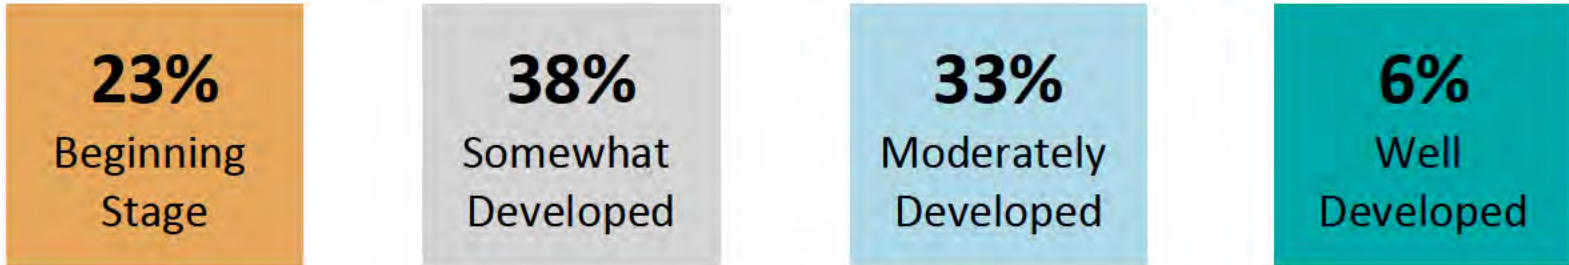 23%
Beginning
Stage
38%
Somewhat
Developed
33%
Moderately
Developed
6%
Well
Developed